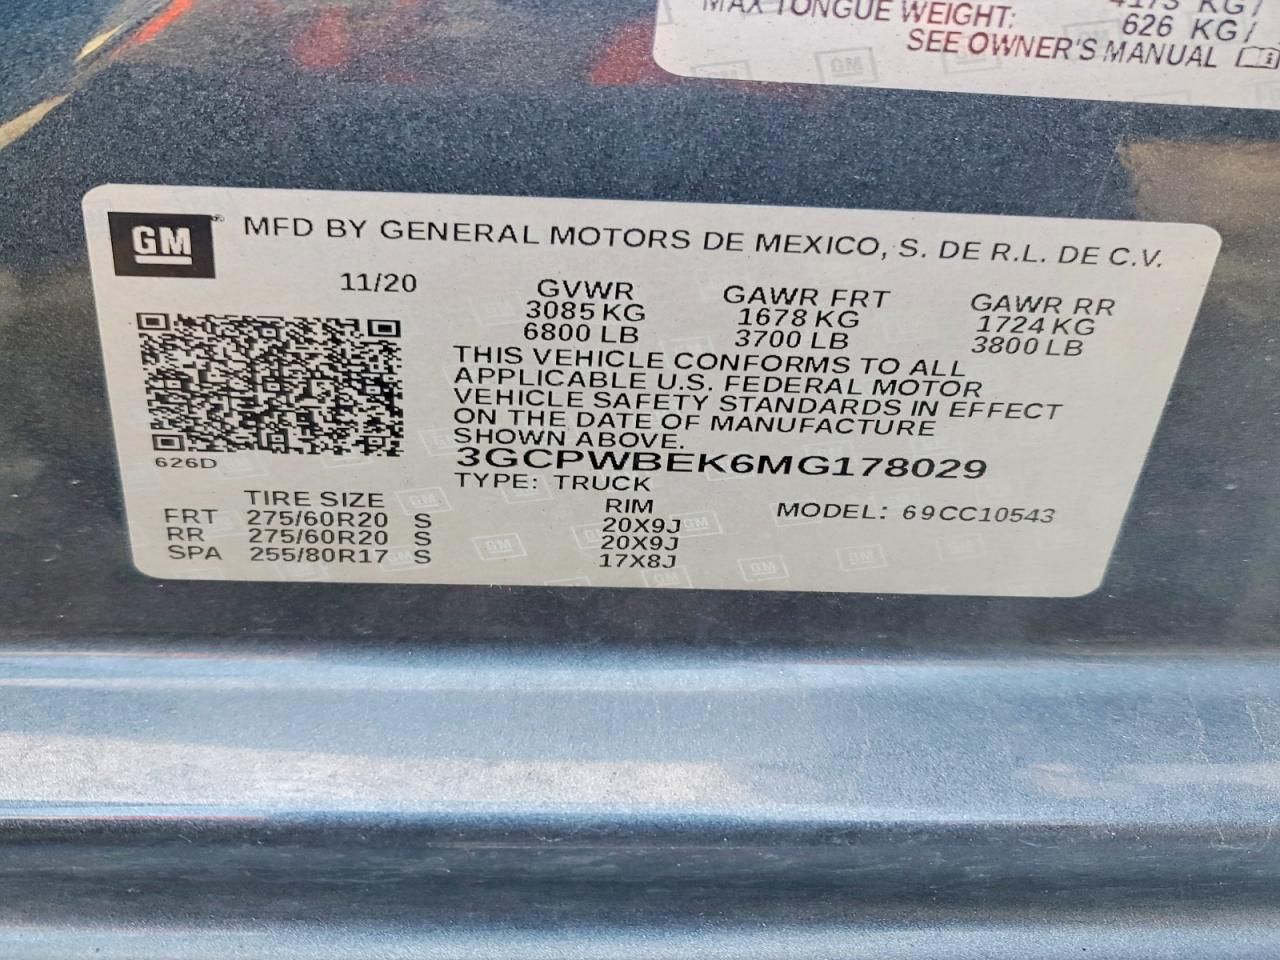 MAX TONGUE WEIGHT: 626 KG/
SEE OWNER'S MANUAL
GM
MFD BY GENERAL MOTORS DE MEXICO, S. DE R.L. DE C.V.
11/20 GVWR GAWR FRT GAWR RR
3085 KG 1678 KG 1724 KG
6800 LB 3700 LB 3800 LB
THIS VEHICLE CONFORMS TO ALL
APPLICABLE U.S. FEDERAL MOTOR
VEHICLE SAFETY STANDARDS IN EFFECT
ON THE DATE OF MANUFACTURE
SHOWN ABOVE.
626D
3GCPWBEK6MG178029
TYPE: TRUCK
TIRE SIZE RIM MODEL: 69CC10543
FRT 275/60R20 S 20X9J
RR 275/60R20 S 20X9J
SPA 255/80R17 S 17X8J